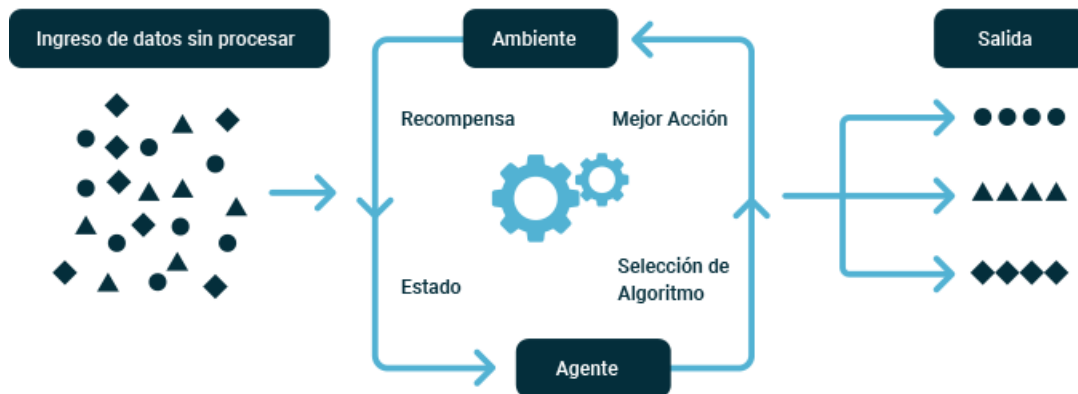 Ingreso de datos sin procesar
Ambiente
Salida
Recompensa
Mejor Acción
Estado
Selección de
Algoritmo
Agente